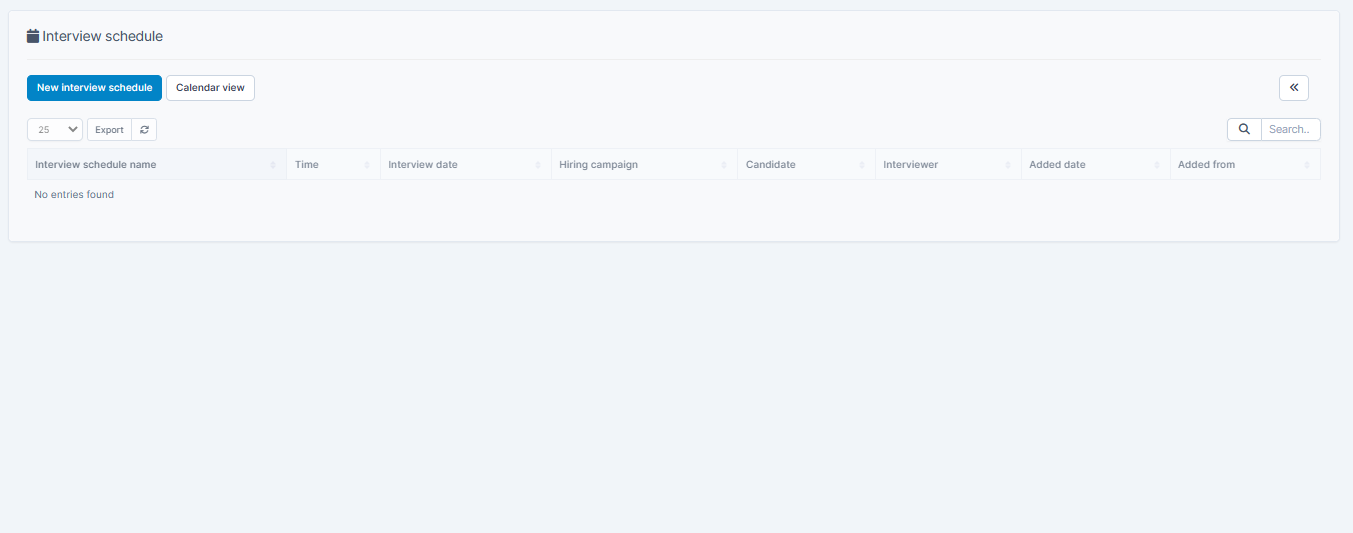 Interview schedule
New interview schedule Calendar view
25 Export Search..
Interview schedule name Time Interview date Hiring campaign Candidate Interviewer Added date Added from
No entries found